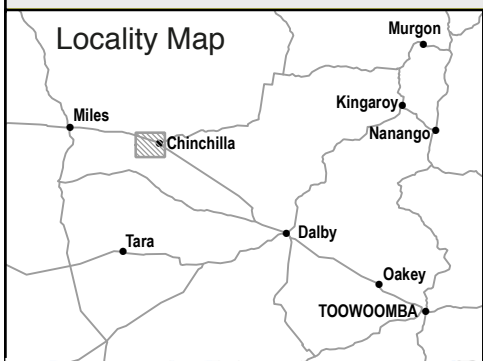 Locality Map
Murgon
Kingaroy
Miles
Nanango
Chinchilla
Dalby
Tara
Oakey
TOOWOOMBA